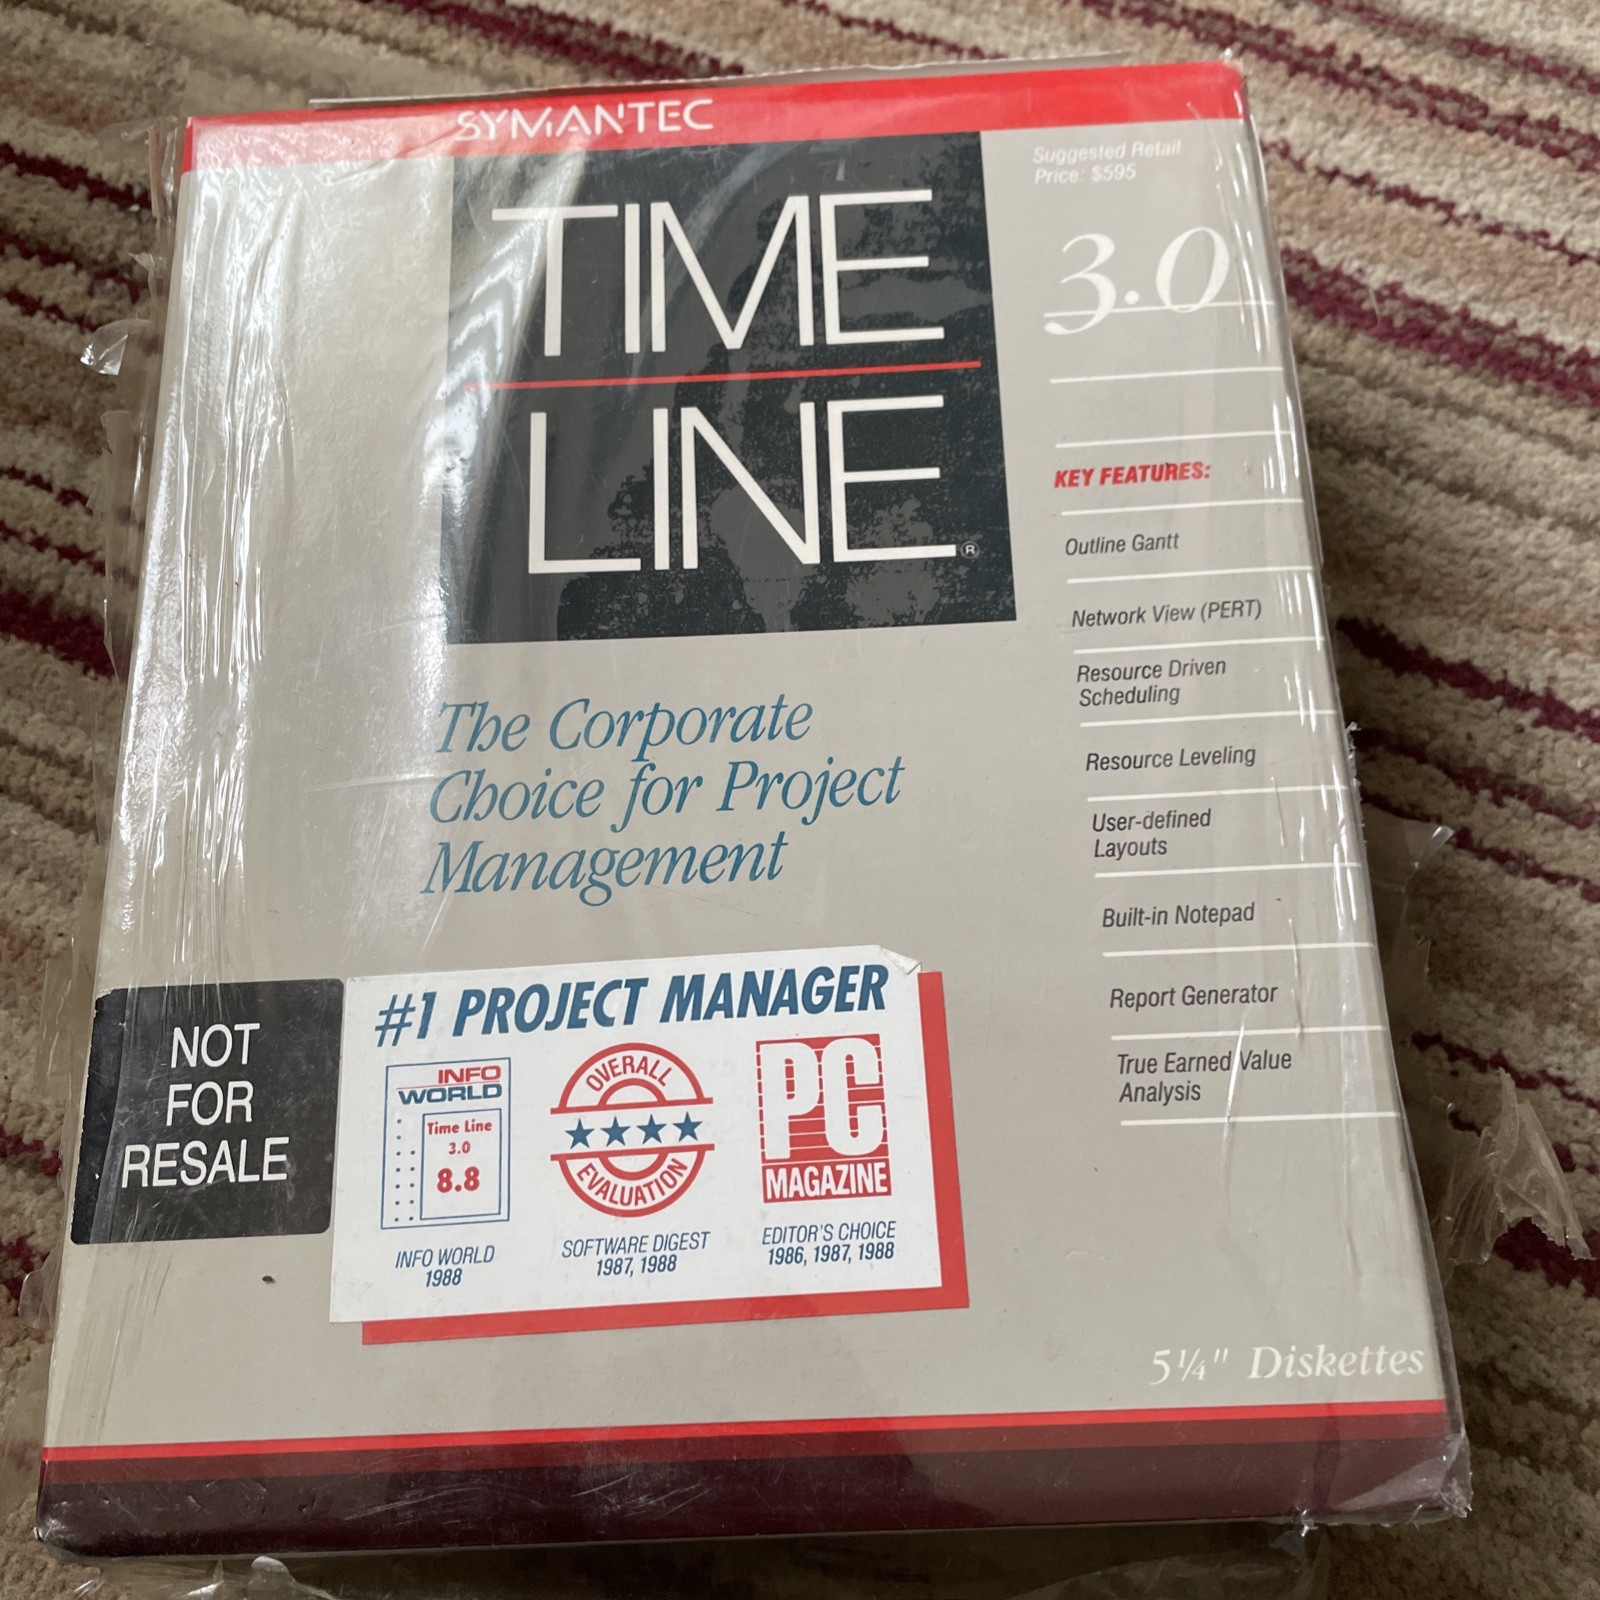 SYMANTEC
TIME
LINE®
Suggested Retail
Price: $595
3.0
KEY FEATURES:
Outline Gantt
Network View (PERT)
Resource Driven
Scheduling
Resource Leveling
User-defined
Layouts
Built-in Notepad
Report Generator
True Earned Value
Analysis
The Corporate
Choice for Project
Management
NOT
FOR
RESALE
#1 PROJECT MANAGER
INFO
WORLD
Time Line
3.0
8.8
INFO WORLD
1988
OVERALL
EVALUATION
SOFTWARE DIGEST
1987, 1988
PC
MAGAZINE
EDITOR'S CHOICE
1986, 1987, 1988
5¼" Diskettes